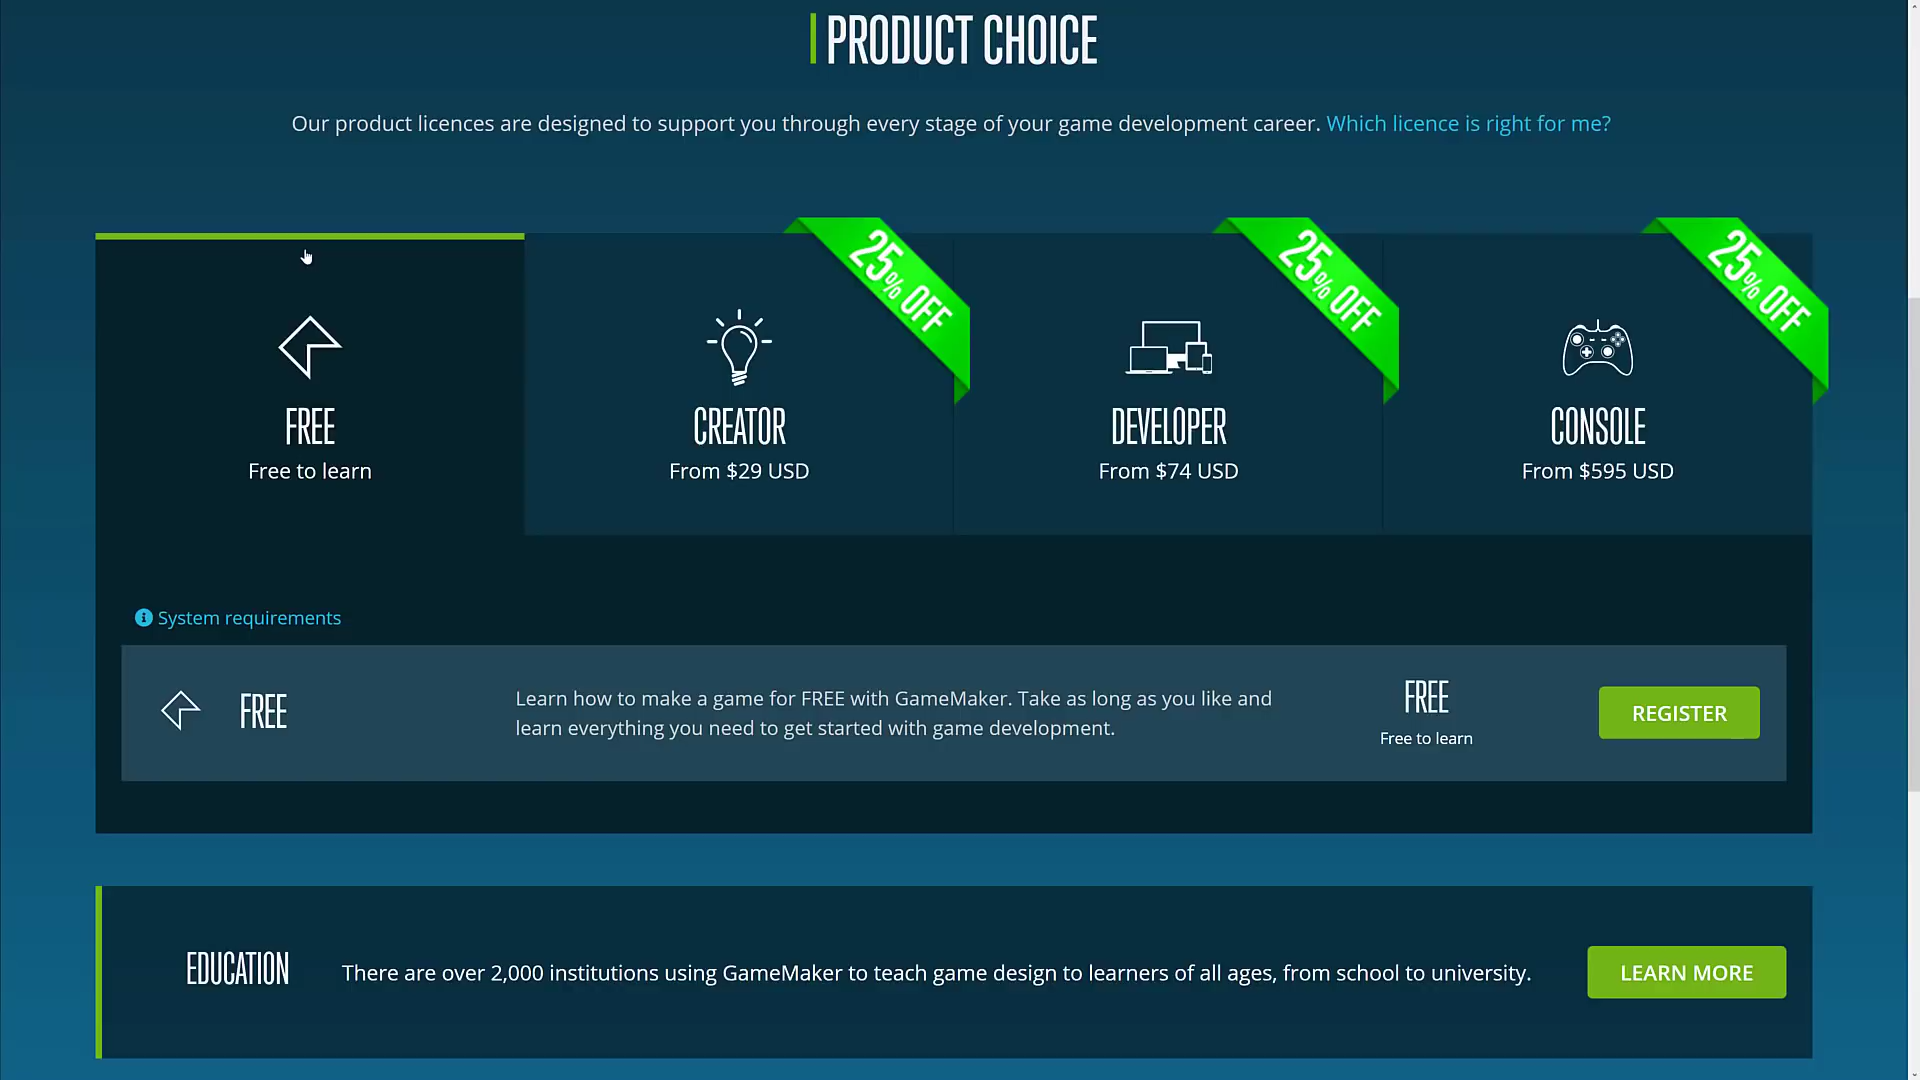 PRODUCT CHOICE
Our product licences are designed to support you through every stage of your game development career. Which licence is right for me?
25% OFF
25% OFF
25% OFF
FREE
Free to learn
CREATOR
From $29 USD
DEVELOPER
From $74 USD
CONSOLE
From $595 USD
System requirements
FREE
Learn how to make a game for FREE with GameMaker. Take as long as you like and
learn everything you need to get started with game development.
FREE
Free to learn
REGISTER
EDUCATION
There are over 2,000 institutions using GameMaker to teach game design to learners of all ages, from school to university.
LEARN MORE